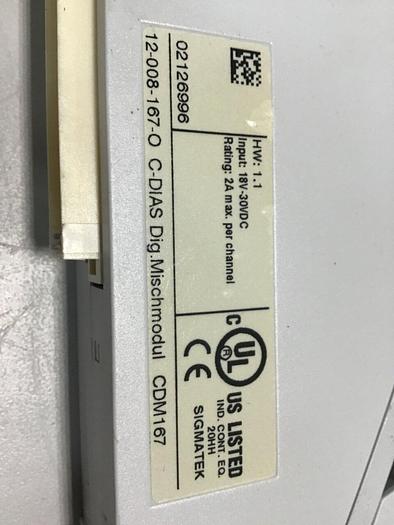 02126996
12-008-167-O C-DIAS Dig.Mischmodul CDM167
HW: 1.1
Input: 18V-30VDC
Rating: 2A max. per channel
C UL US LISTED
®
IND. CONT. EQ.
20HH
CE
SIGMATEK